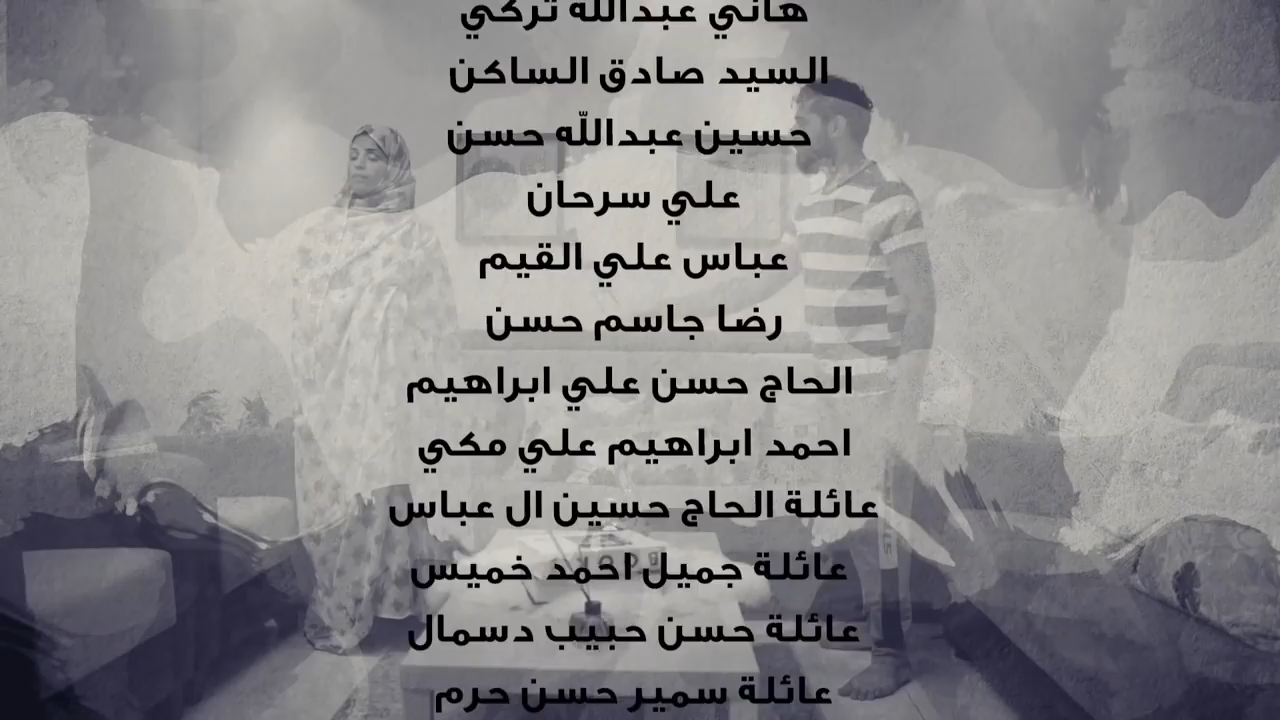 هاني عبدالله تركي
السيد صادق الساكن
حسين عبداللّه حسن
علي سرحان
عباس علي القيم
رضا جاسم حسن
الحاج حسن علي ابراهيم
احمد ابراهيم علي مكي
عائلة الحاج حسين ال عباس
عائلة جميل احمد خميس
عائلة حسن حبيب دسمال
عائلة سمير حسن حرم